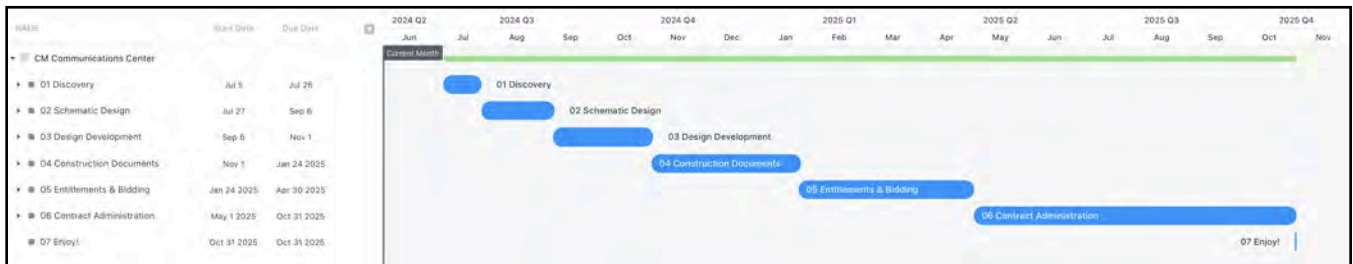 2024 Q2 2024 Q3 2024 Q4 2025 Q1 2025 Q2 2025 Q3 2025 Q4
NAME Start Date Due Date
Jun Jul Aug Sep Oct Nov Dec Jan Feb Mar Apr May Jun Jul Aug Sep Oct Nov
Current Month
CM Communications Center
01 Discovery Jul 5 Jul 26 01 Discovery
02 Schematic Design Jul 27 Sep 6 02 Schematic Design
03 Design Development Sep 6 Nov 1 03 Design Development
04 Construction Documents Nov 1 Jan 24 2025 04 Construction Documents
05 Entitlements & Bidding Jan 24 2025 Apr 30 2025 05 Entitlements & Bidding
06 Contract Administration May 1 2025 Oct 31 2025 06 Contract Administration
07 Enjoy! Oct 31 2025 Oct 31 2025 07 Enjoy!